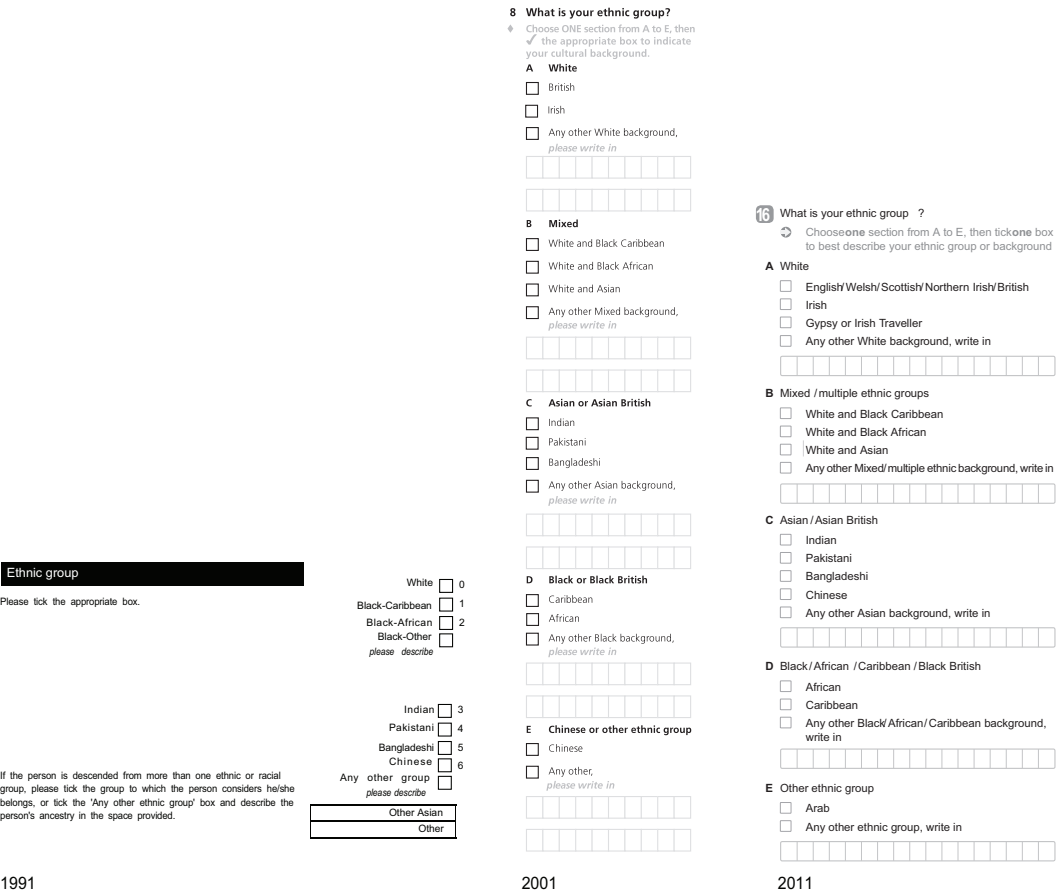 Ethnic group
Please tick the appropriate box.
White 0
Black-Caribbean 1
Black-African 2
Black-Other
please describe
Indian 3
Pakistani 4
Bangladeshi 5
Chinese 6
Any other group
please describe
If the person is descended from more than one ethnic or racial
group, please tick the group to which the person considers he/she
belongs, or tick the 'Any other ethnic group' box and describe the
person's ancestry in the space provided.
Other Asian
Other
1991
8 What is your ethnic group?
♦ Choose ONE section from A to E, then
✓ the appropriate box to indicate
your cultural background.
A White
British
Irish
Any other White background,
please write in
B Mixed
White and Black Caribbean
White and Black African
White and Asian
Any other Mixed background,
please write in
C Asian or Asian British
Indian
Pakistani
Bangladeshi
Any other Asian background,
please write in
D Black or Black British
Caribbean
African
Any other Black background,
please write in
E Chinese or other ethnic group
Chinese
Any other,
please write in
2001
16 What is your ethnic group ?
Chooseone section from A to E, then tickone box
to best describe your ethnic group or background
A White
English/Welsh/Scottish/Northern Irish/British
Irish
Gypsy or Irish Traveller
Any other White background, write in
B Mixed /multiple ethnic groups
White and Black Caribbean
White and Black African
White and Asian
Any other Mixed/multiple ethnic background, write in
C Asian/Asian British
Indian
Pakistani
Bangladeshi
Chinese
Any other Asian background, write in
D Black/African /Caribbean /Black British
African
Caribbean
Any other Black/African/Caribbean background,
write in
E Other ethnic group
Arab
Any other ethnic group, write in
2011